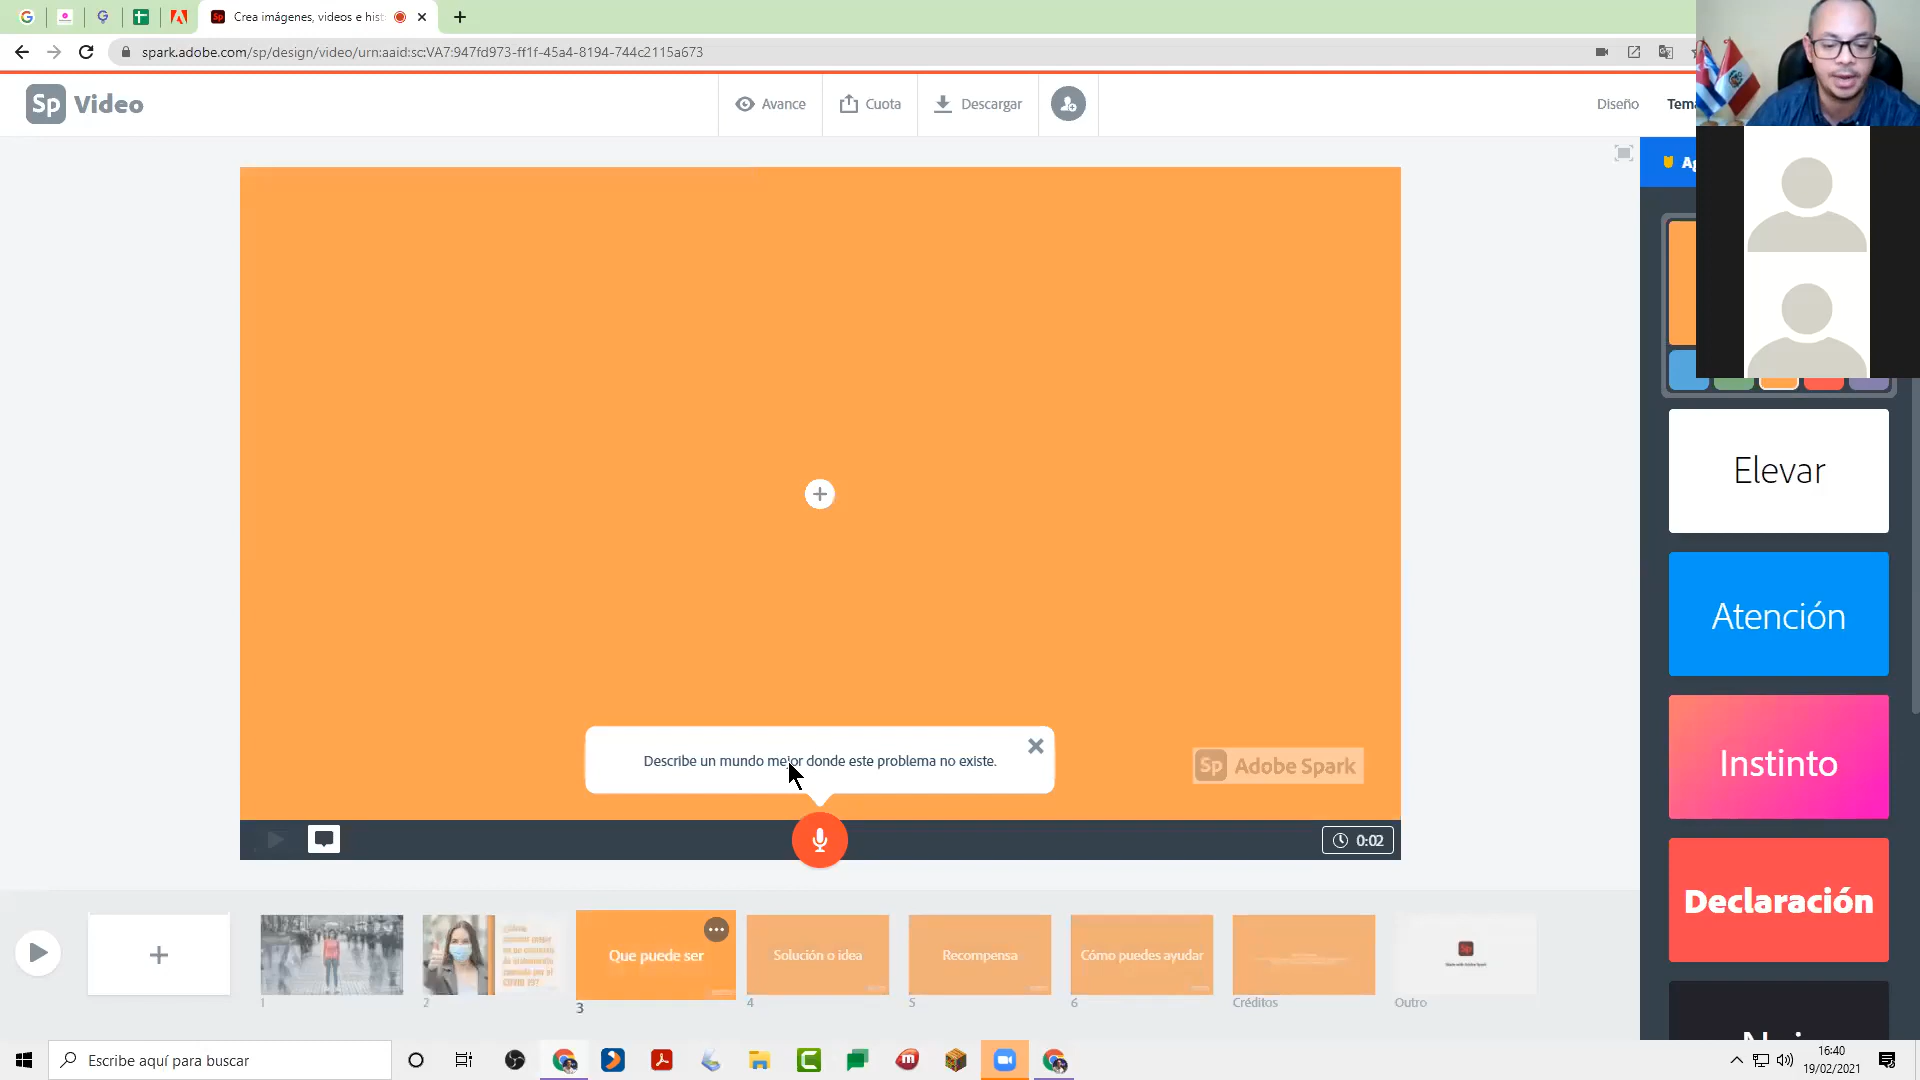 Crea imágenes, videos e hist
spark.adobe.com/sp/design/video/urn:aaid:sc:VA7:947fd973-ff1f-45a4-8194-744c2115a673
Sp Video
Avance
Cuota
Descargar
Diseño
Tema
Elevar
Atención
Instinto
Declaración
Describe un mundo mejor donde este problema no existe.
Sp Adobe Spark
0:02
Que puede ser
Solución o idea
Recompensa
Cómo puedes ayudar
1
2
3
4
5
6
Créditos
Outro
Escribe aquí para buscar
16:40
19/02/2021